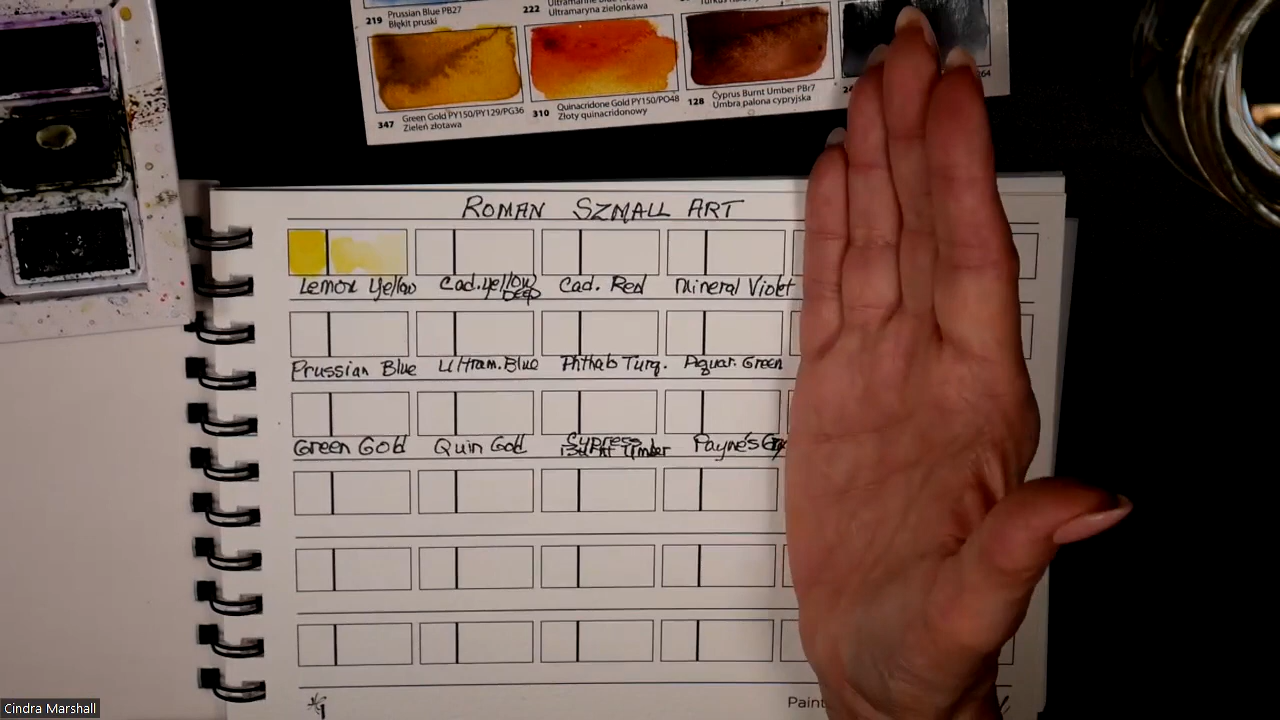 219 Prussian Blue PB27
Błękit pruski
222
Ultramaryna zielonkawa
347 Green Gold PY150/PY129/PG36
Zieleń złotawa
310 Quinacridone Gold PY150/PO48
Złoty quinacridonowy
128 Cyprus Burnt Umber PBr7
Umbra palona cypryjska
ROMAN SZMALL ART
Lemon Yellow Cad. Yellow Deep Cad. Red Mineral Violet
Prussian Blue Ultram. Blue Phthalo Turq. Aquar. Green
Green Gold Quin Gold Cypress Burnt Umber Payne's Gray
Paint
Cindra Marshall